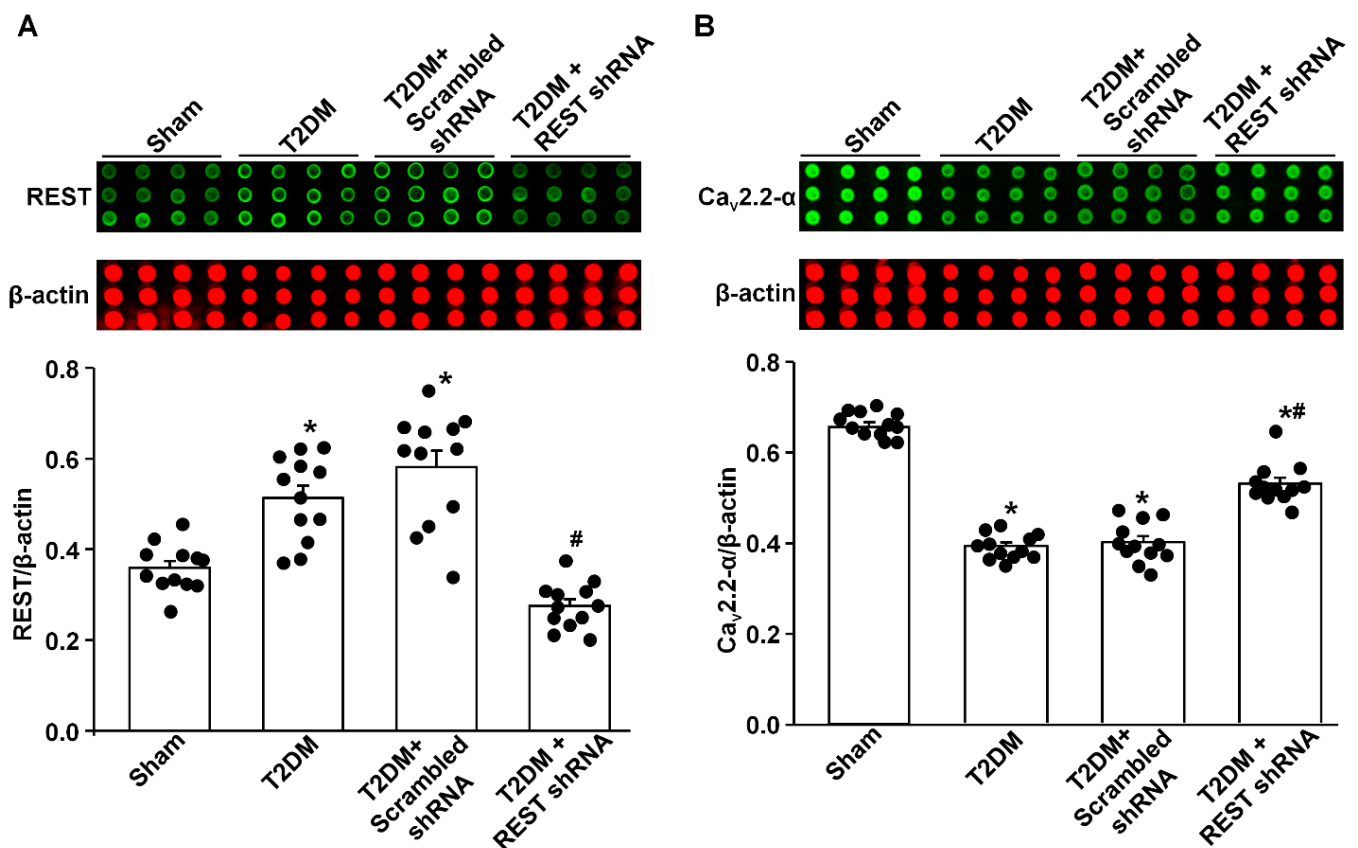 A
Sham
T2DM
T2DM+
Scrambled
shRNA
T2DM +
REST shRNA
REST
β-actin
0.8
0.6
0.4
0.2
0.0
REST/β-actin
*
*
#
Sham
T2DM
T2DM+
Scrambled
shRNA
T2DM +
REST shRNA
B
Sham
T2DM
T2DM+
Scrambled
shRNA
T2DM +
REST shRNA
Cav2.2-α
β-actin
0.8
0.6
0.4
0.2
0.0
Cav2.2-α/β-actin
*
*
*#
Sham
T2DM
T2DM+
Scrambled
shRNA
T2DM +
REST shRNA